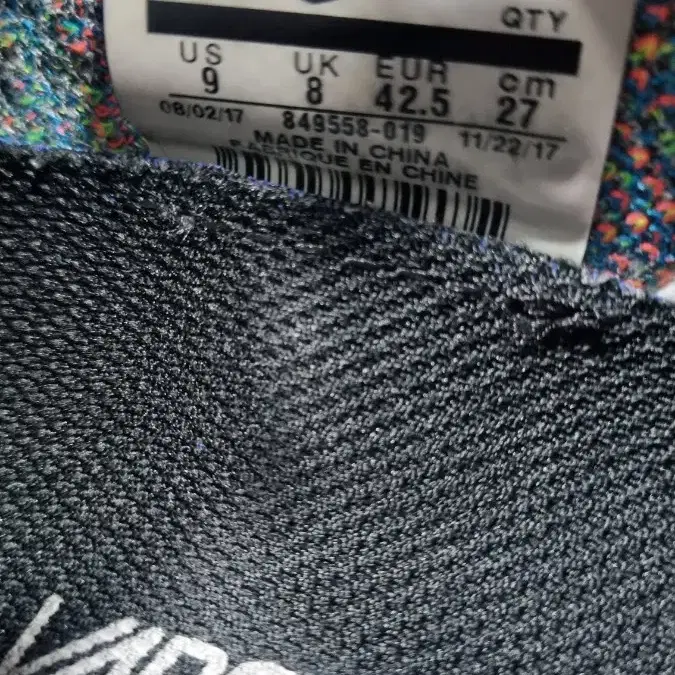 QTY
US UK EUR cm
9 8 42.5 27
08/02/17 849558-019 11/22/17
MADE IN CHINA
FABRIQUE EN CHINE